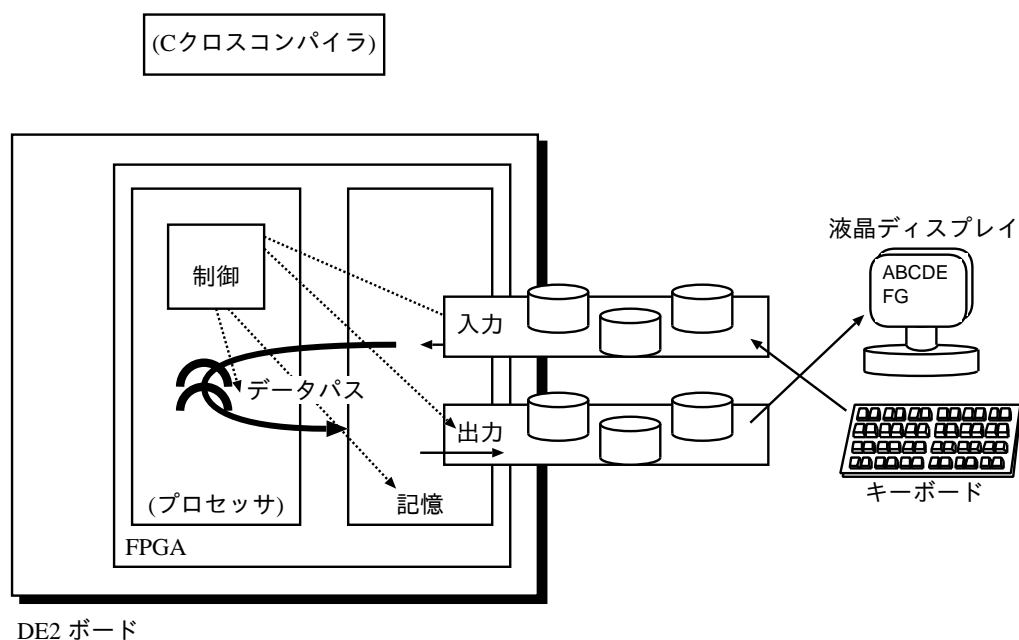 (Cクロスコンパイラ)
液晶ディスプレイ
ABCDE
FG
制御
入力
データパス
出力
(プロセッサ)
記憶
キーボード
FPGA
DE2 ボード